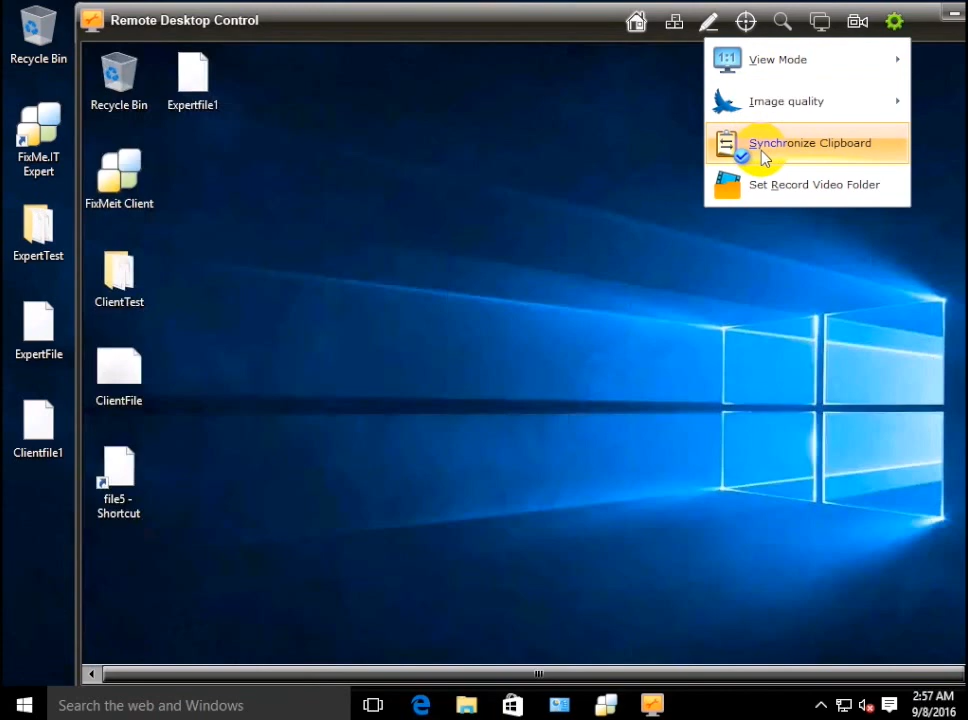 Recycle Bin
FixMe.IT
Expert
ExpertTest
ExpertFile
Clientfile1
Remote Desktop Control
Recycle Bin
Expertfile1
FixMeit Client
ClientTest
ClientFile
file5 -
Shortcut
1:1
View Mode
Image quality
Synchronize Clipboard
Set Record Video Folder
Search the web and Windows
2:57 AM
9/8/2016